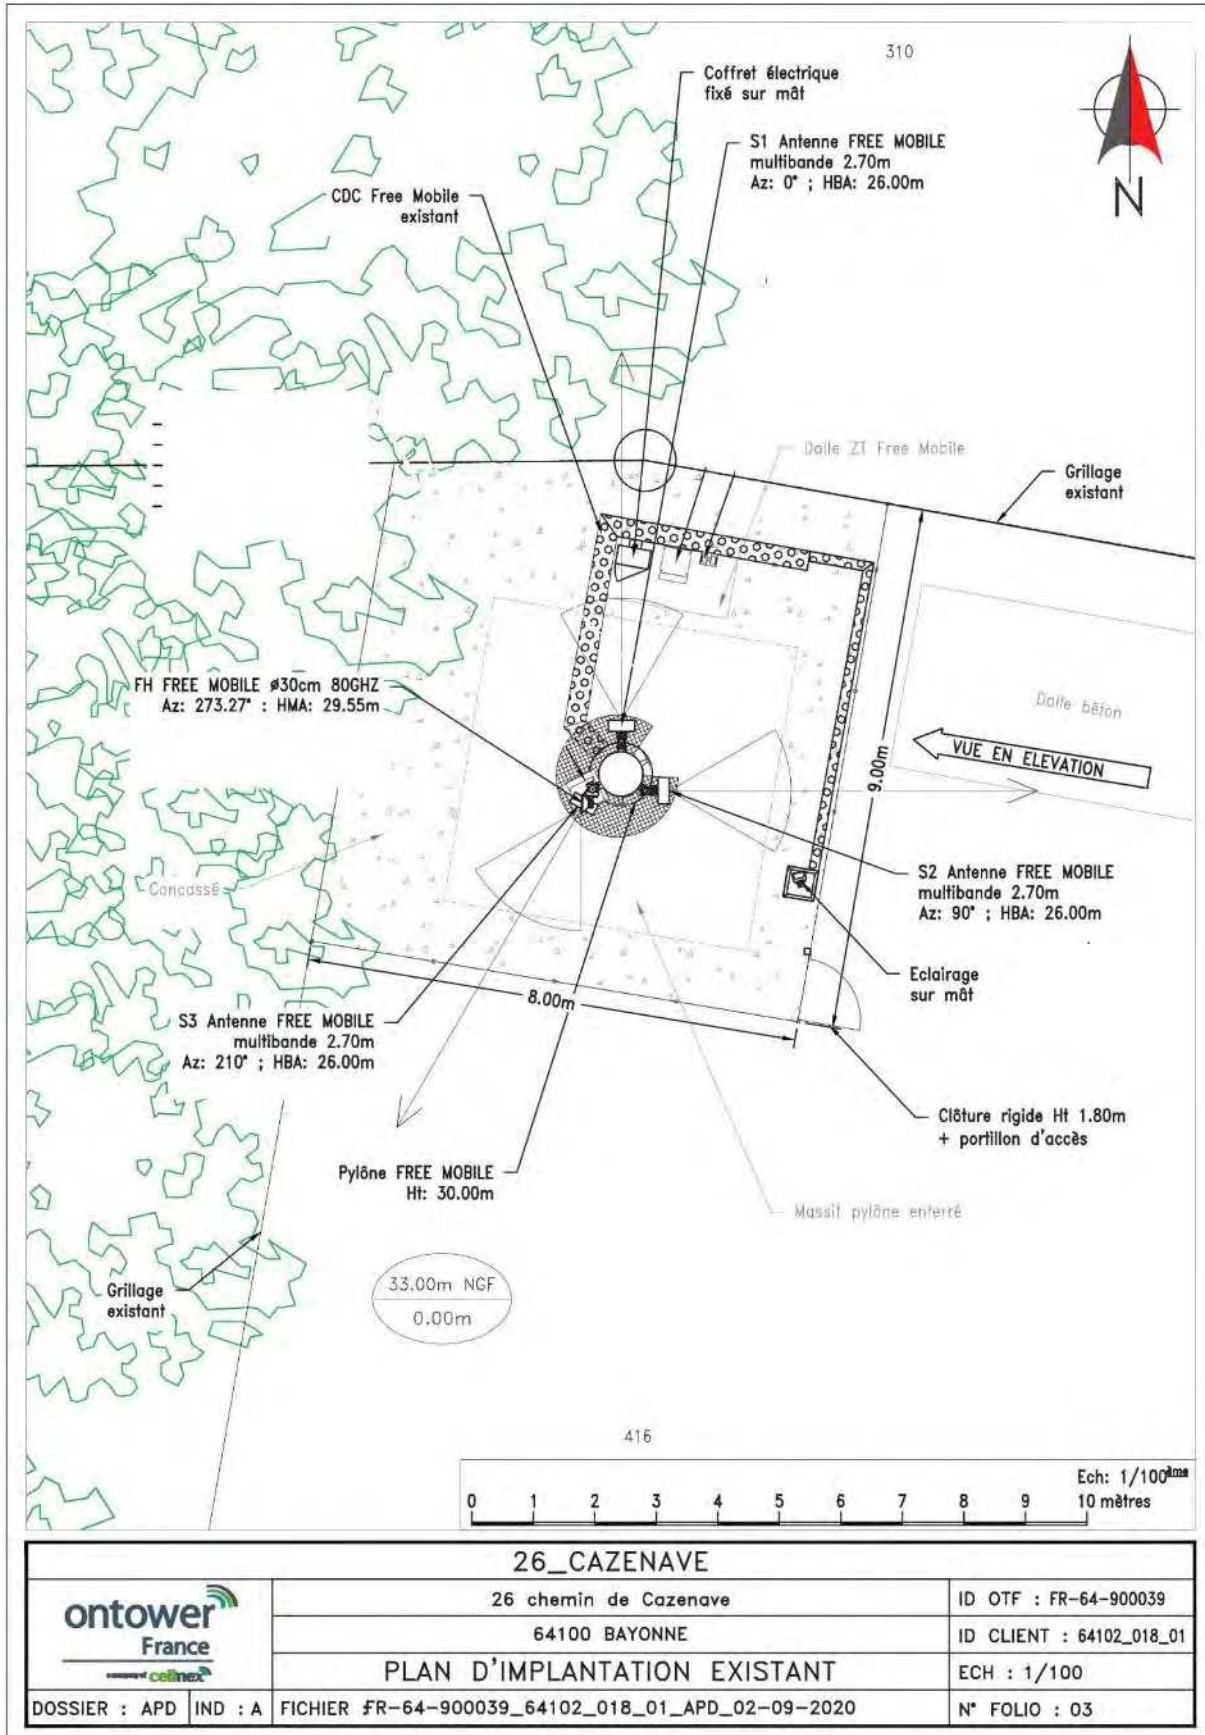 310
Coffret électrique
fixé sur mât
S1 Antenne FREE MOBILE
multibande 2.70m
Az: 0° ; HBA: 26.00m
N
CDC Free Mobile
existant
Dalle ZT Free Mobile
Grillage
existant
FH FREE MOBILE ø30cm 80GHZ
Az: 273.27° : HMA: 29.55m
Dalle béton
VUE EN ELEVATION
9.00m
Concassé
S2 Antenne FREE MOBILE
multibande 2.70m
Az: 90° ; HBA: 26.00m
Eclairage
sur mât
8.00m
S3 Antenne FREE MOBILE
multibande 2.70m
Az: 210° ; HBA: 26.00m
Clôture rigide Ht 1.80m
+ portillon d'accès
Pylône FREE MOBILE
Ht: 30.00m
Massif pylône enterré
Grillage
existant
33.00m NGF
0.00m
416
Ech: 1/100ème
0 1 2 3 4 5 6 7 8 9 10 mètres
26_CAZENAVE
ontower
France
cellnex
26 chemin de Cazenave
64100 BAYONNE
PLAN D'IMPLANTATION EXISTANT
ID OTF : FR-64-900039
ID CLIENT : 64102_018_01
ECH : 1/100
DOSSIER : APD
IND : A
FICHIER : FR-64-900039_64102_018_01_APD_02-09-2020
N° FOLIO : 03